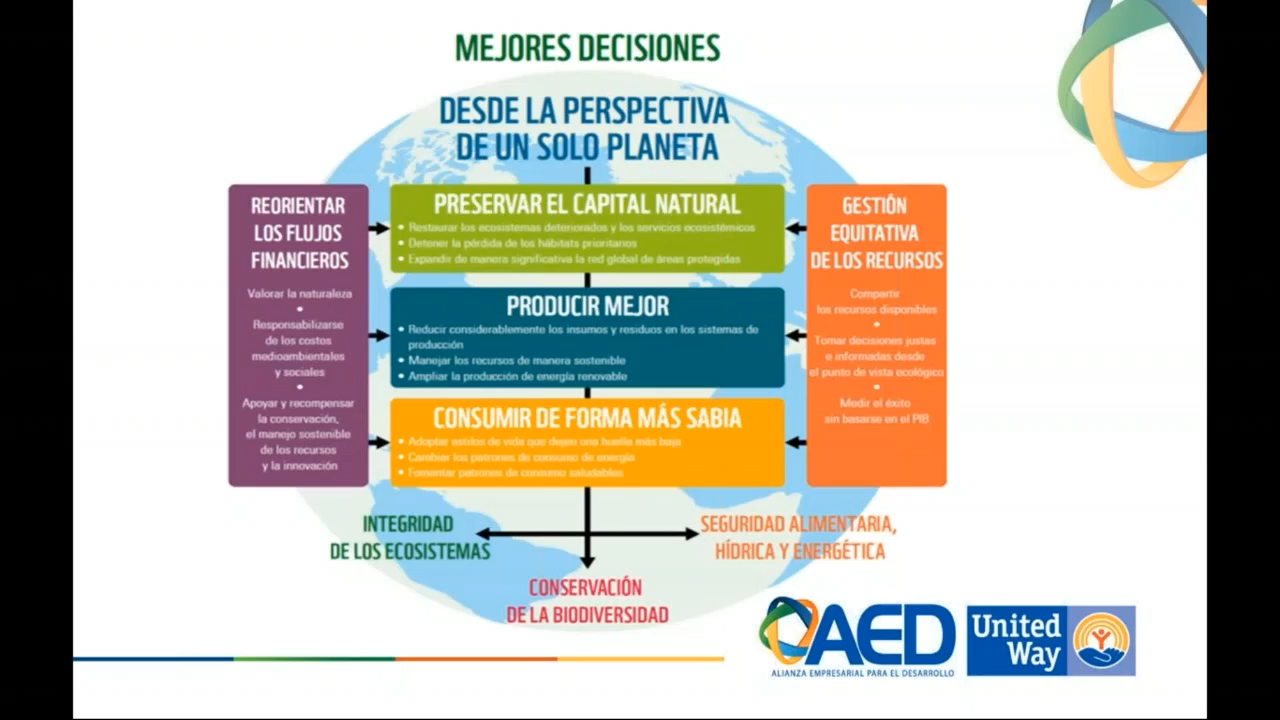 MEJORES DECISIONES
DESDE LA PERSPECTIVA
DE UN SOLO PLANETA
REORIENTAR
LOS FLUJOS
FINANCIEROS
Valorar la naturaleza
•
Responsabilizarse
de los costos
medioambientales
y sociales
•
Apoyar y recompensar
la conservación,
el manejo sostenible
de los recursos
y la innovación
PRESERVAR EL CAPITAL NATURAL
• Restaurar los ecosistemas deteriorados y los servicios ecosistémicos
• Detener la pérdida de los hábitats prioritarios
• Expandir de manera significativa la red global de áreas protegidas
PRODUCIR MEJOR
• Reducir considerablemente los insumos y residuos en los sistemas de
producción
• Manejar los recursos de manera sostenible
• Ampliar la producción de energía renovable
CONSUMIR DE FORMA MÁS SABIA
• Adoptar estilos de vida que dejen una huella más baja
• Cambiar los patrones de consumo de energía
• Fomentar patrones de consumo saludables
GESTIÓN
EQUITATIVA
DE LOS RECURSOS
Compartir
los recursos disponibles
•
Tomar decisiones justas
e informadas desde
el punto de vista ecológico
•
Medir el éxito
sin basarse en el PIB
INTEGRIDAD
DE LOS ECOSISTEMAS
SEGURIDAD ALIMENTARIA,
HÍDRICA Y ENERGÉTICA
CONSERVACIÓN
DE LA BIODIVERSIDAD
AED
ALIANZA EMPRESARIAL PARA EL DESARROLLO
United
Way